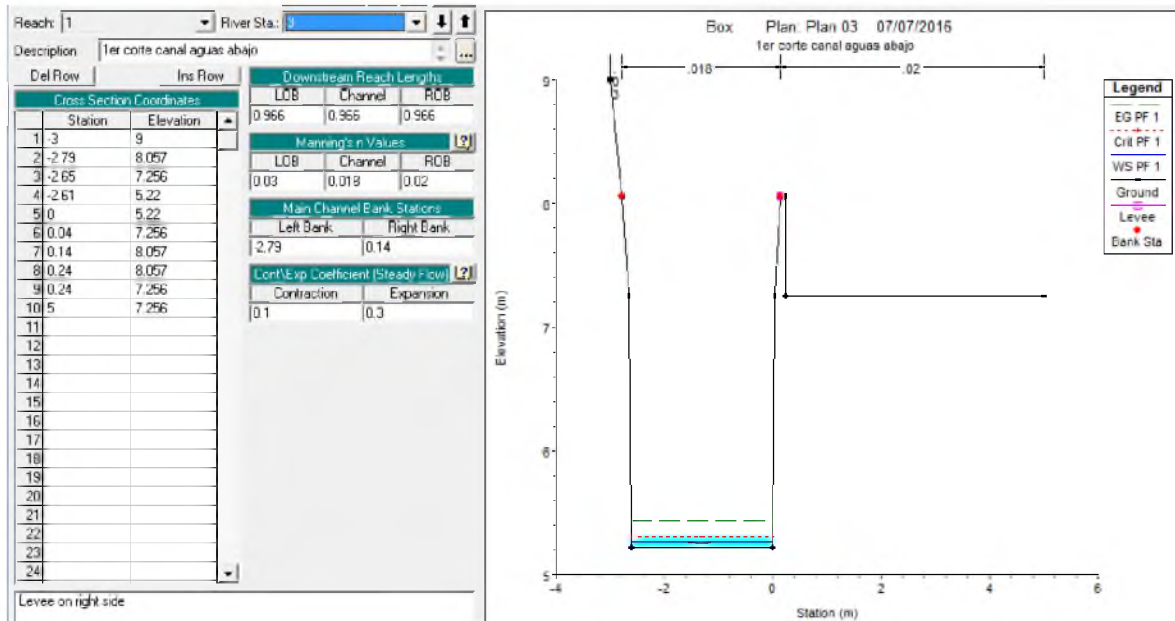 Reach: 1 River Sta.: 3
Description 1er corte canal aguas abajo ...
Del Row Ins Row
Cross Section Coordinates
Station Elevation
1 -3 9
2 -2.79 8.057
3 -2.65 7.256
4 -2.61 5.22
5 0 5.22
6 0.04 7.256
7 0.14 8.057
8 0.24 8.057
9 0.24 7.256
10 5 7.256
11
12
13
14
15
16
17
18
19
20
21
22
23
24
Downstream Reach Lengths
LOB Channel ROB
0.966 0.966 0.966
Manning's n Values ?
LOB Channel ROB
0.03 0.018 0.02
Main Channel Bank Stations
Left Bank Right Bank
-2.79 0.14
Cont\Exp Coefficient (Steady Flow) ?
Contraction Expansion
0.1 0.3
Levee on right side
Box Plan: Plan 03 07/07/2016
1er corte canal aguas abajo
.018 .02
9
8
7
6
5
Elevation (m)
-4 -2 0 2 4 6
Station (m)
Legend
EG PF 1
Crit PF 1
WS PF 1
Ground
Levee
Bank Sta